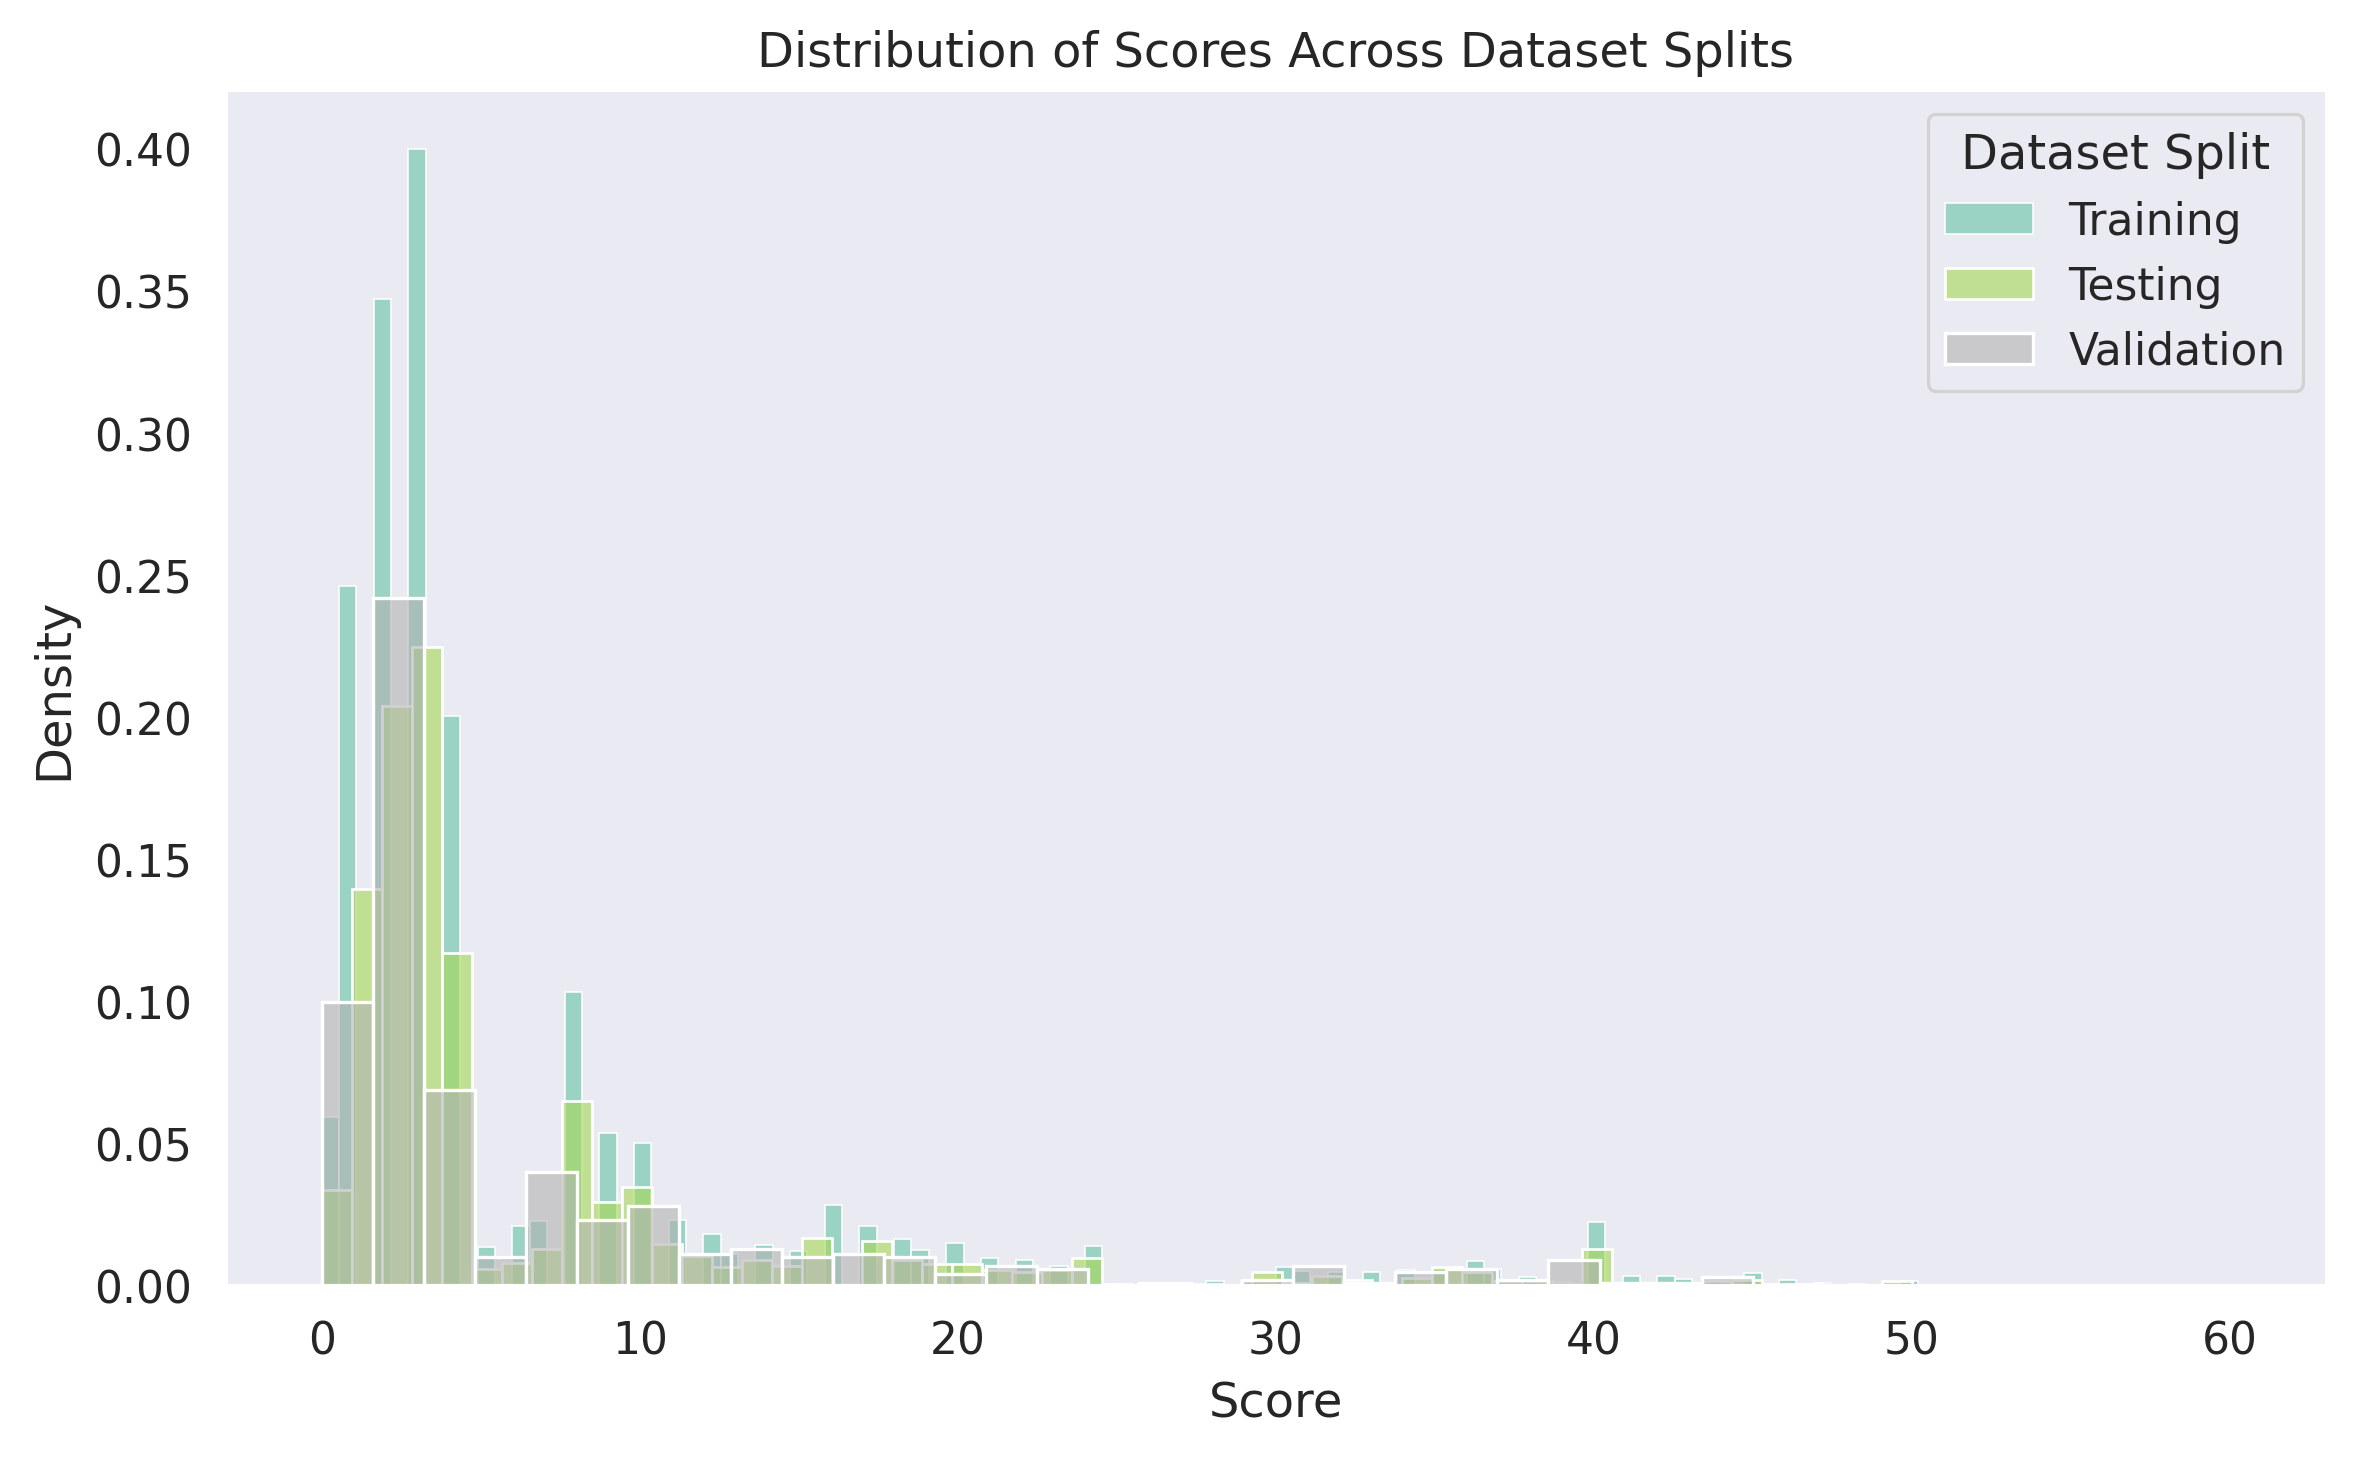 Distribution of Scores Across Dataset Splits
Dataset Split
Training
Testing
Validation
0.40
0.35
0.30
0.25
0.20
0.15
0.10
0.05
0.00
Density
0 10 20 30 40 50 60
Score